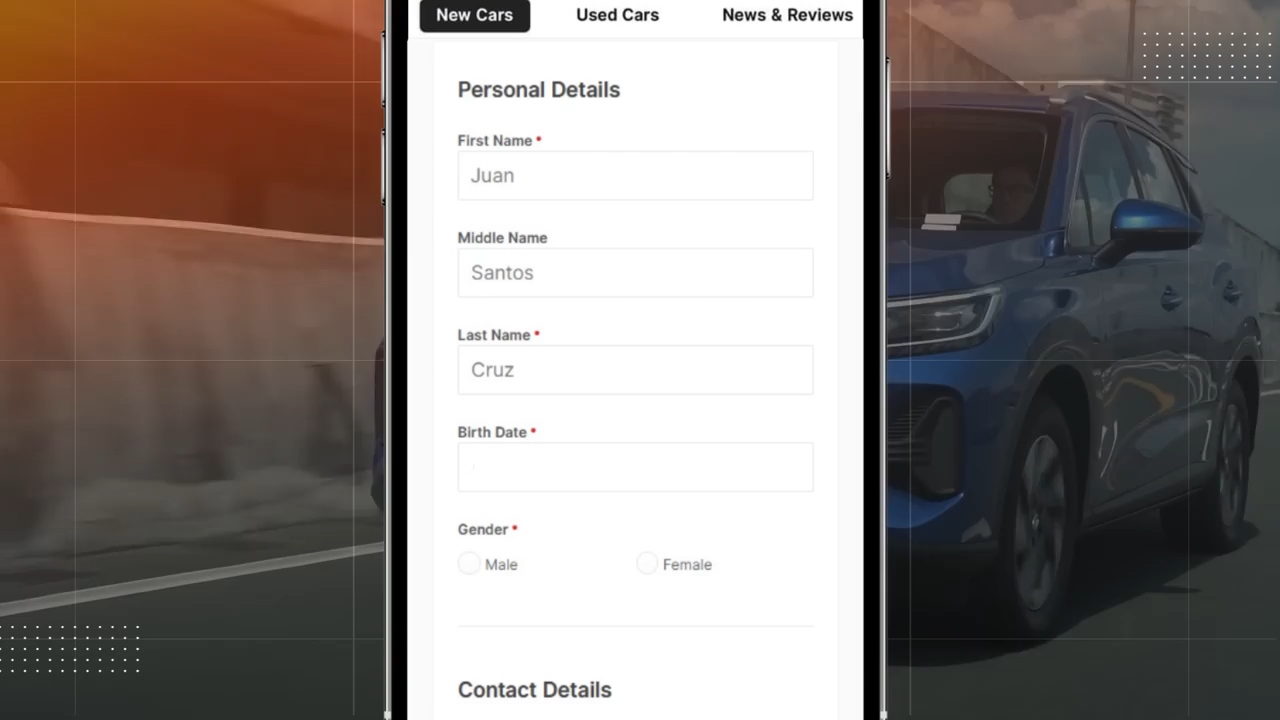 New Cars Used Cars News & Reviews
Personal Details
First Name *
Juan
Middle Name
Santos
Last Name *
Cruz
Birth Date *
Gender *
Male Female
Contact Details